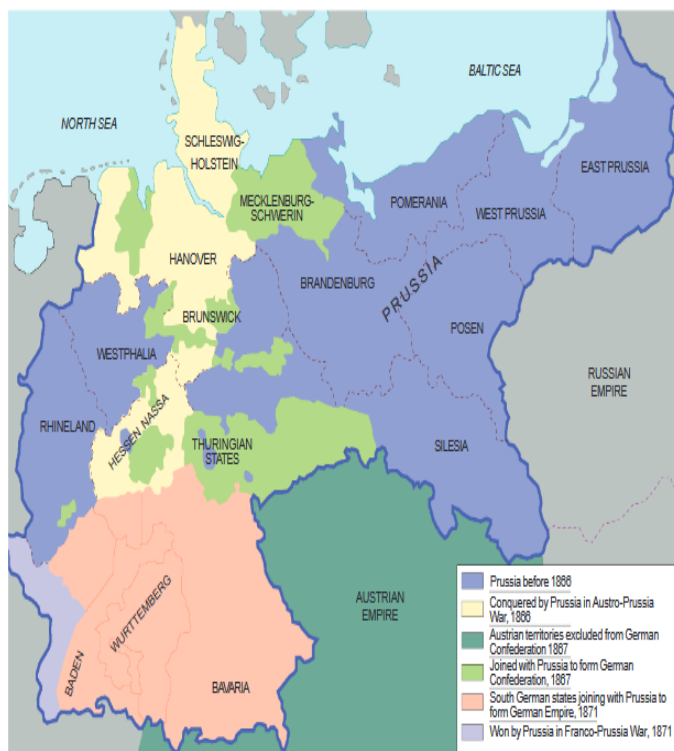 BALTIC SEA
NORTH SEA
SCHLESWIG-
HOLSTEIN
EAST PRUSSIA
MECKLENBURG-
SCHWERIN
POMERANIA
WEST PRUSSIA
HANOVER
BRANDENBURG
PRUSSIA
BRUNSWICK
POSEN
WESTPHALIA
RUSSIAN
EMPIRE
RHINELAND
HESSEN NASSA
THURINGIAN
STATES
SILESIA
AUSTRIAN
EMPIRE
WURTTEMBERG
BADEN
BAVARIA
Prussia before 1866
Conquered by Prussia in Austro-Prussia
War, 1866
Austrian territories excluded from German
Confederation 1867
Joined with Prussia to form German
Confederation, 1867
South German states joining with Prussia to
form German Empire, 1871
Won by Prussia in Franco-Prussia War, 1871